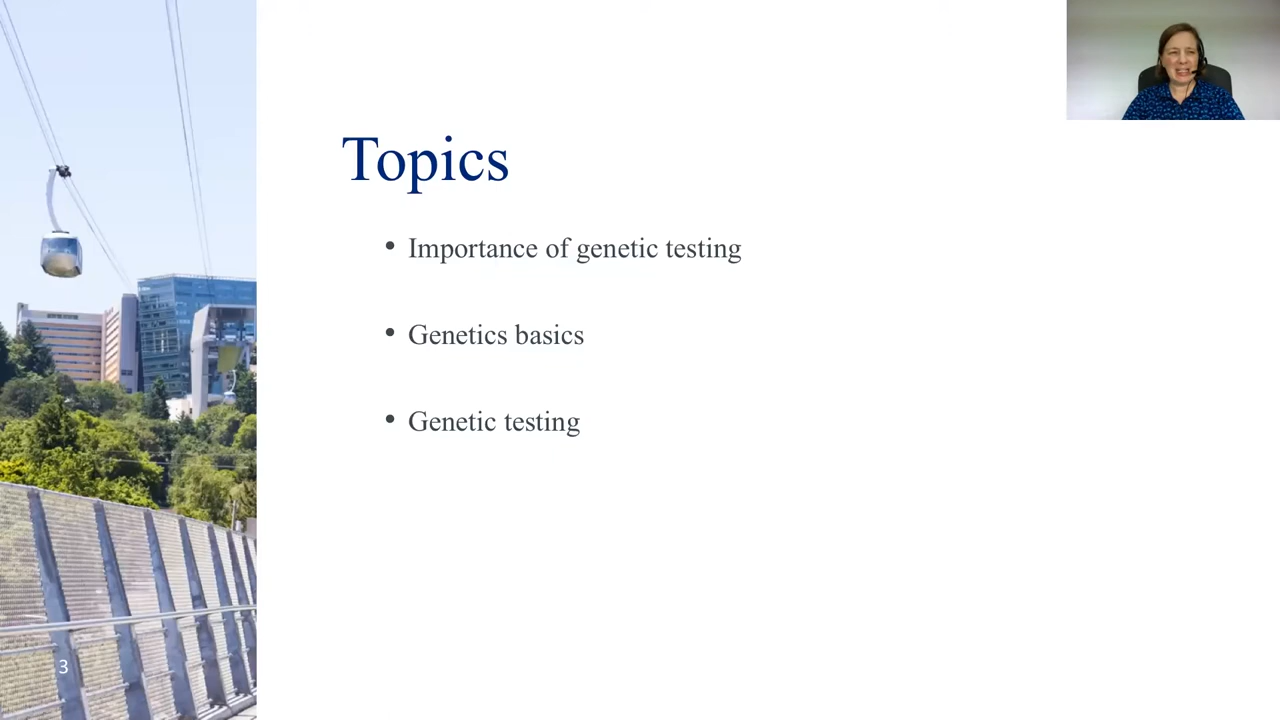 Topics
• Importance of genetic testing
• Genetics basics
• Genetic testing
3